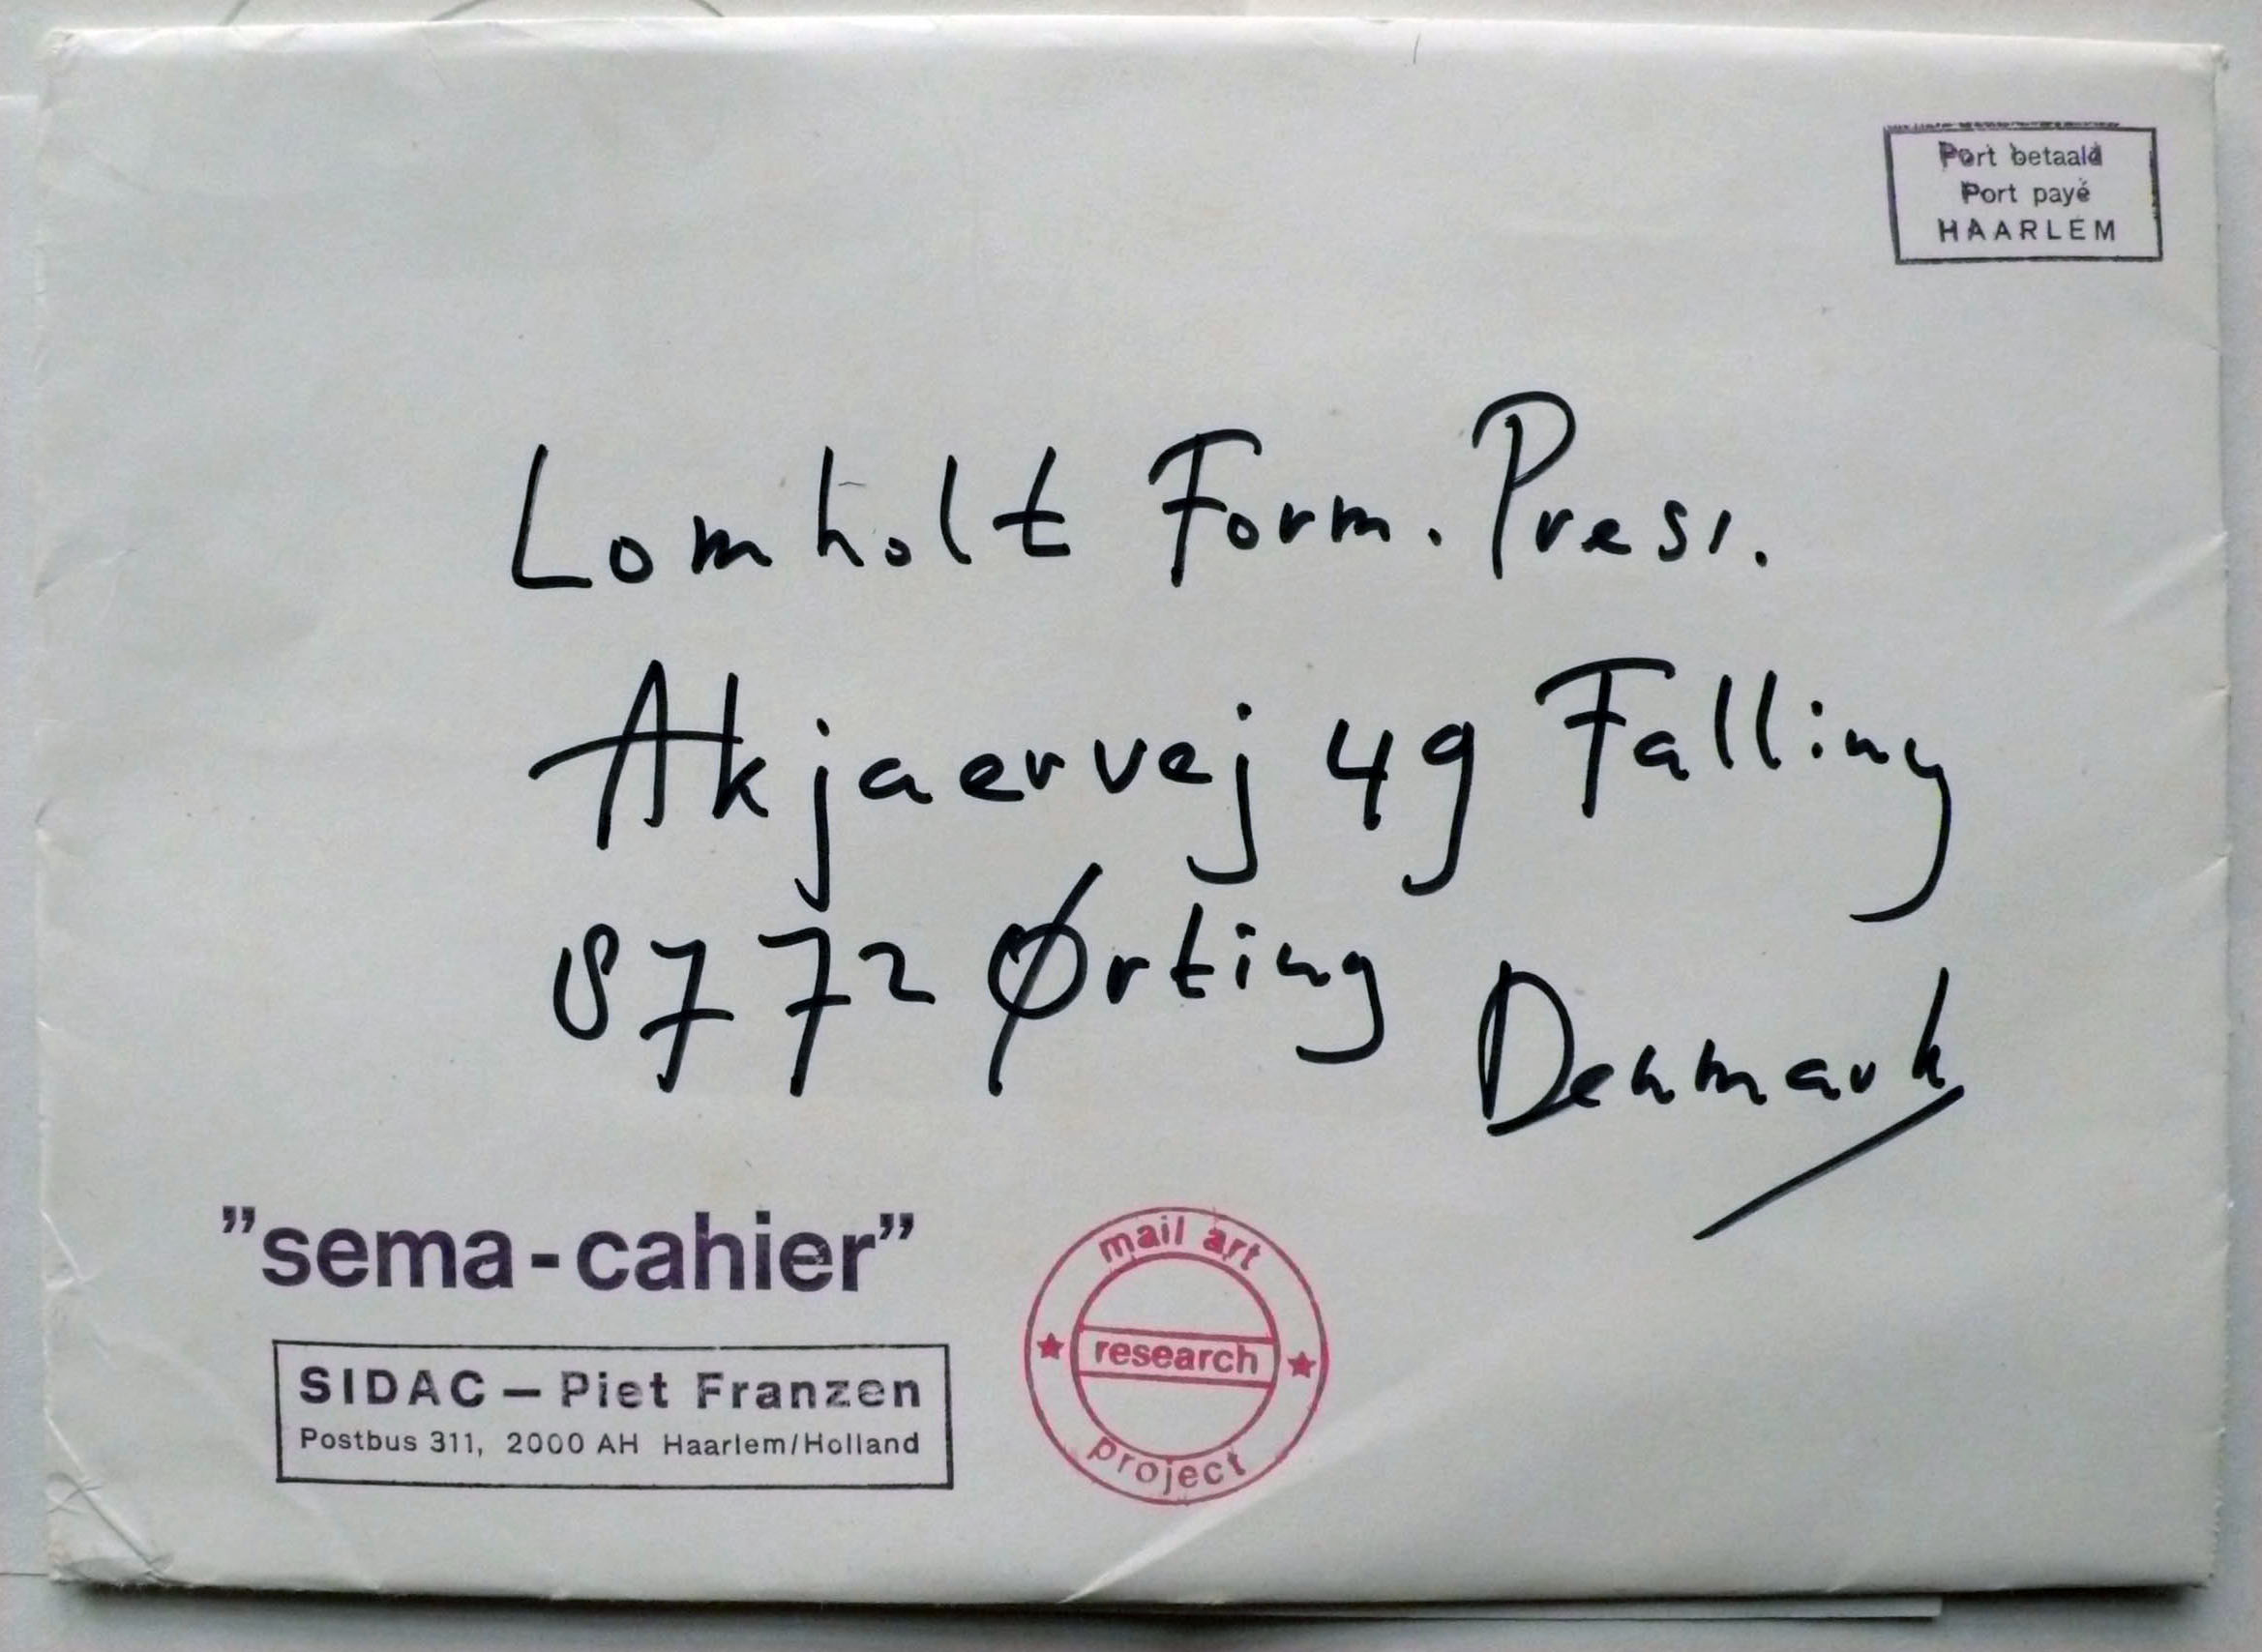 Port betaald
Port payé
HAARLEM
Lomholt Form. Press.
Akjaervej 49 Falling
8772 Ørting Denmark
"sema-cahier"
SIDAC — Piet Franzen
Postbus 311, 2000 AH Haarlem/Holland
mail art
research
project